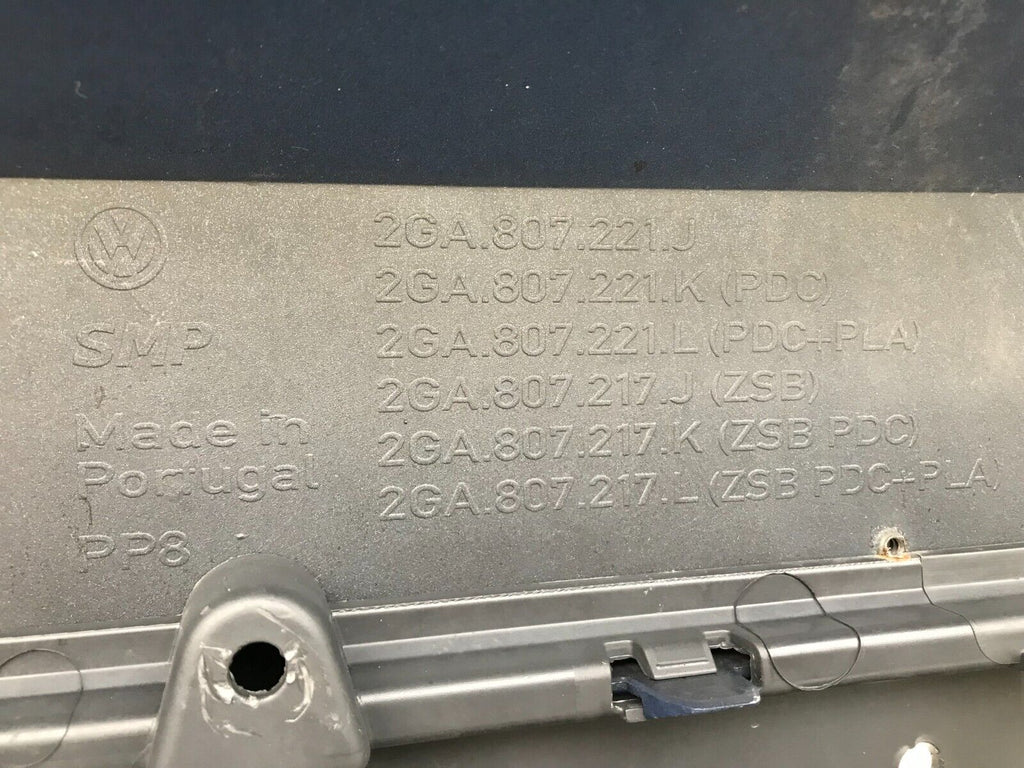 VW
SMP
Made in
Portugal
PP8
2GA.807.221.J
2GA.807.221.K (PDC)
2GA.807.221.L (PDC+PLA)
2GA.807.217.J (ZSB)
2GA.807.217.K (ZSB PDC)
2GA.807.217.L (ZSB PDC+PLA)